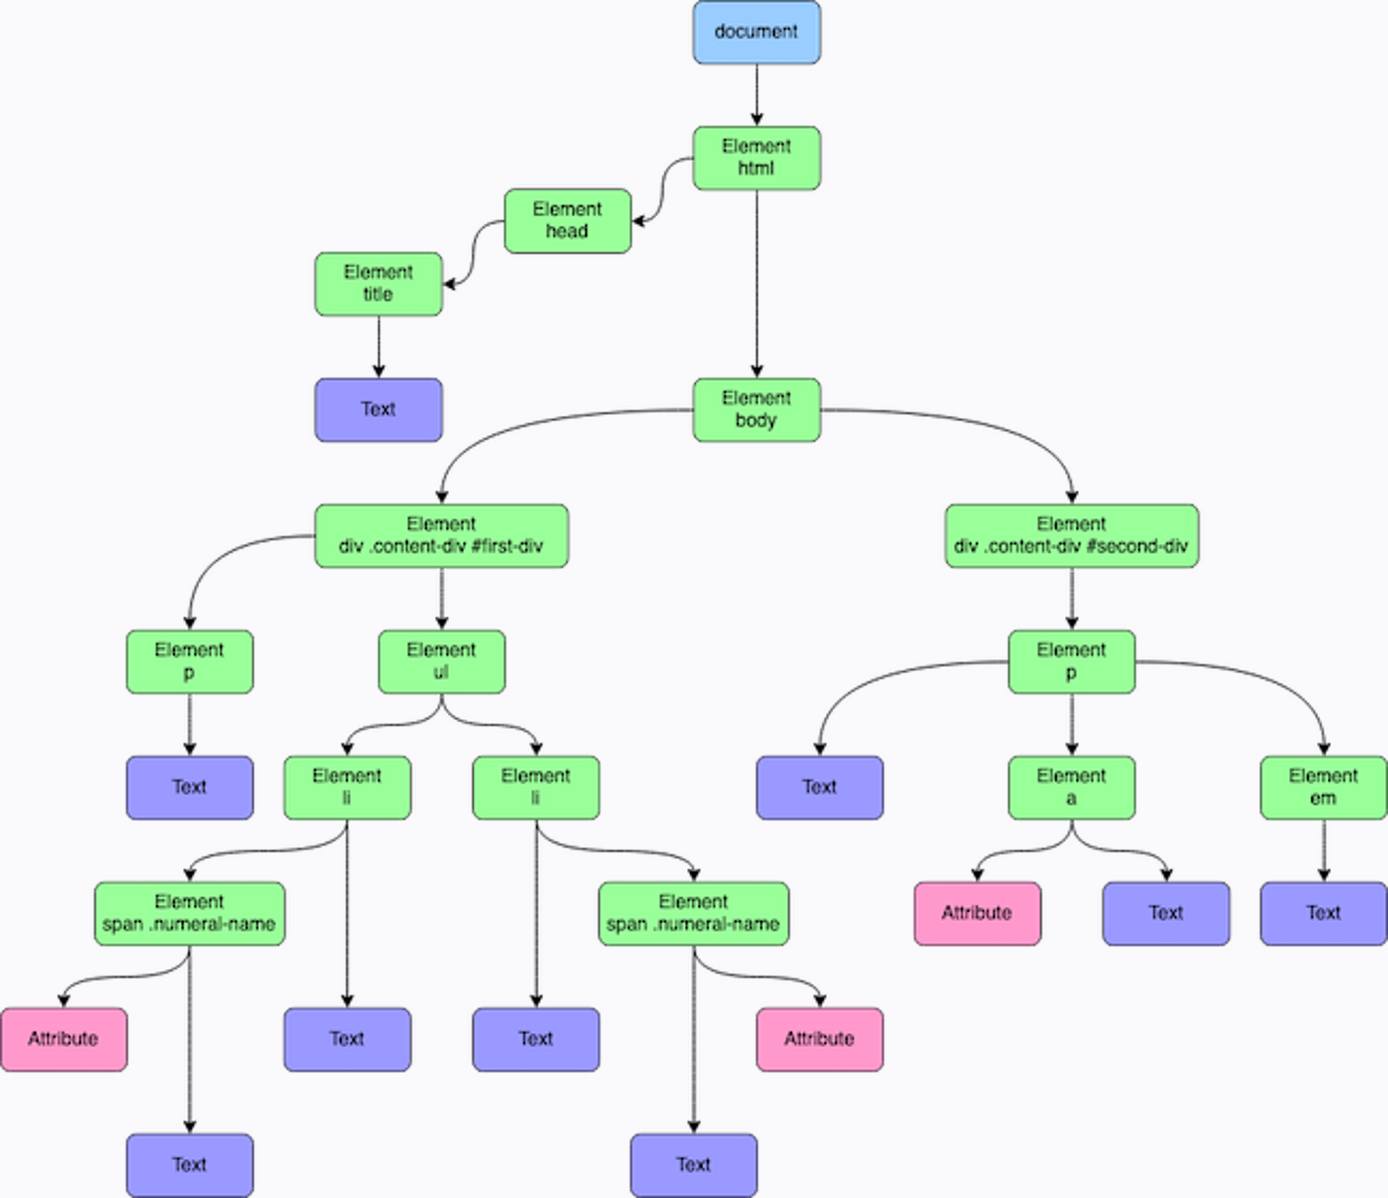 document
Element
html
Element
head
Element
title
Text
Element
body
Element
div .content-div #first-div
Element
div .content-div #second-div
Element
p
Element
ul
Element
p
Text
Element
li
Element
li
Text
Element
a
Element
em
Element
span .numeral-name
Element
span .numeral-name
Attribute
Text
Text
Attribute
Text
Text
Attribute
Text
Text